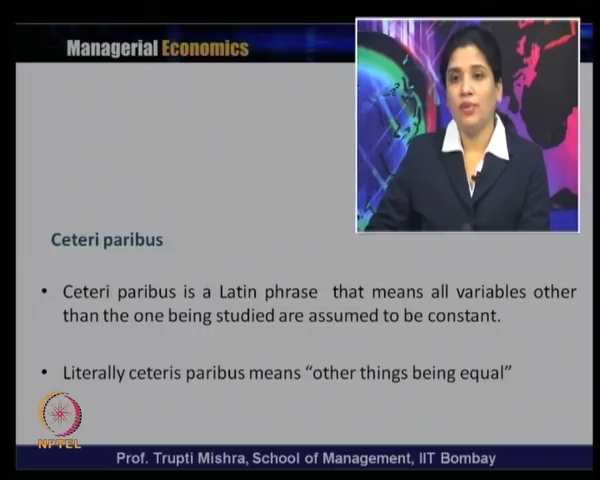 Managerial Economics
Ceteri paribus
• Ceteri paribus is a Latin phrase that means all variables other
than the one being studied are assumed to be constant.
• Literally ceteris paribus means “other things being equal”
NPTEL
Prof. Trupti Mishra, School of Management, IIT Bombay